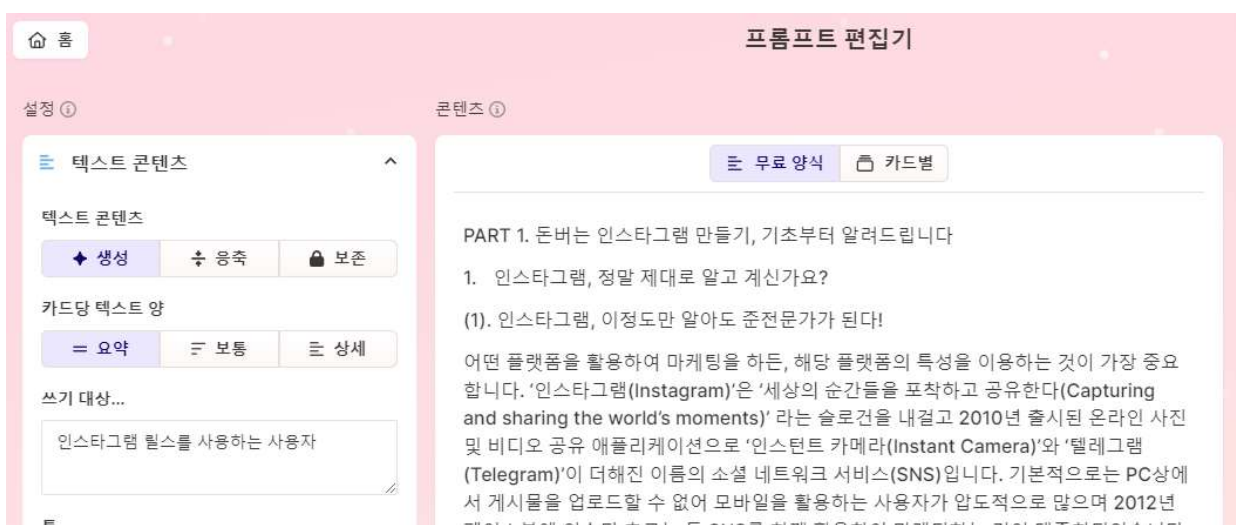 홈
프롬프트 편집기
설정
콘텐츠
텍스트 콘텐츠
무료 양식
카드별
텍스트 콘텐츠
생성
응축
보존
카드당 텍스트 양
요약
보통
상세
쓰기 대상...
인스타그램 릴스를 사용하는 사용자
PART 1. 돈버는 인스타그램 만들기, 기초부터 알려드립니다
1. 인스타그램, 정말 제대로 알고 계신가요?
(1). 인스타그램, 이정도만 알아도 준전문가가 된다!
어떤 플랫폼을 활용하여 마케팅을 하든, 해당 플랫폼의 특성을 이용하는 것이 가장 중요
합니다. ‘인스타그램(Instagram)’은 ‘세상의 순간들을 포착하고 공유한다(Capturing
and sharing the world’s moments)’ 라는 슬로건을 내걸고 2010년 출시된 온라인 사진
및 비디오 공유 애플리케이션으로 ‘인스턴트 카메라(Instant Camera)’와 ‘텔레그램
(Telegram)’이 더해진 이름의 소셜 네트워크 서비스(SNS)입니다. 기본적으로는 PC상에
서 게시물을 업로드할 수 없어 모바일을 활용하는 사용자가 압도적으로 많으며 2012년